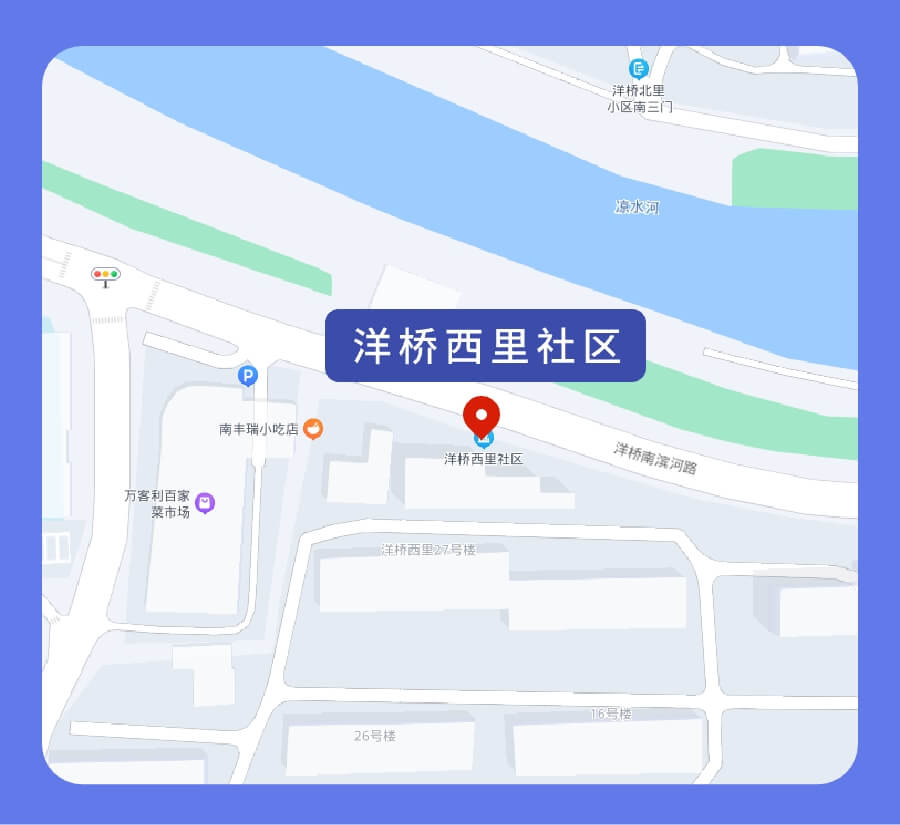 洋桥北里
小区南三门
凉水河
洋桥西里社区
P
南丰瑞小吃店
洋桥西里社区
洋桥南滨河路
万客利百家
菜市场
洋桥西里27号楼
16号楼
26号楼